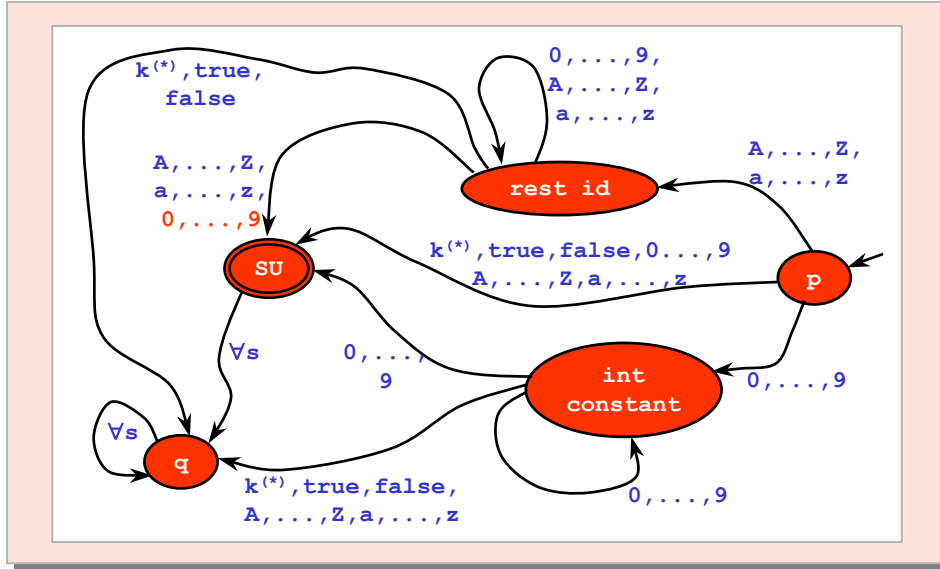 k(*),true,
false
0,...,9,
A,...,Z,
a,...,z
A,...,Z,
a,...,z
A,...,Z,
a,...,z,
0,...,9
rest id
k(*),true,false,0...,9
A,...,Z,a,...,z
SU
p
∀s
0,...,
9
int
constant
0,...,9
∀s
q
k(*),true,false,
A,...,Z,a,...,z
0,...,9